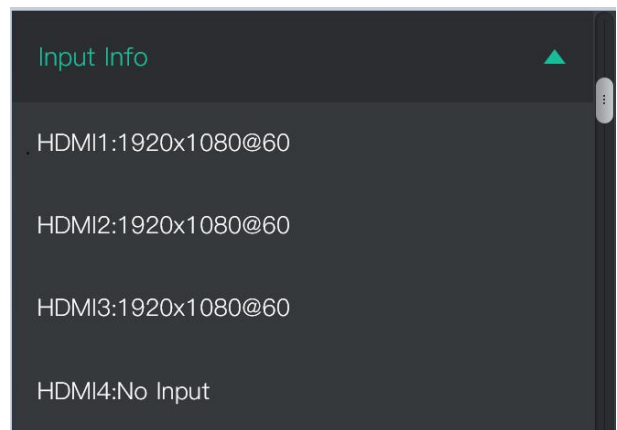 Input Info
HDMI1:1920x1080@60
HDMI2:1920x1080@60
HDMI3:1920x1080@60
HDMI4:No Input